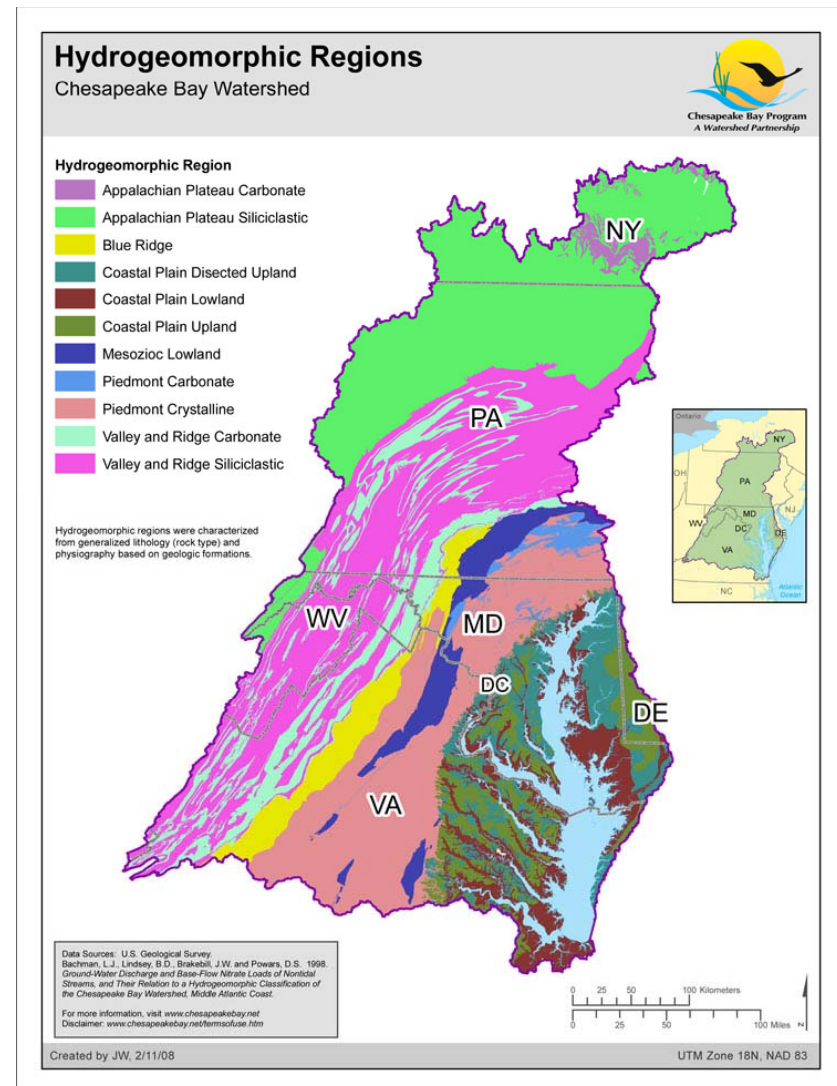 Hydrogeomorphic Regions
Chesapeake Bay Watershed
Chesapeake Bay Program
A Watershed Partnership
Hydrogeomorphic Region
Appalachian Plateau Carbonate
Appalachian Plateau Siliciclastic
Blue Ridge
Coastal Plain Disected Upland
Coastal Plain Lowland
Coastal Plain Upland
Mesozioc Lowland
Piedmont Carbonate
Piedmont Crystalline
Valley and Ridge Carbonate
Valley and Ridge Siliciclastic
Hydrogeomorphic regions were characterized
from generalized lithology (rock type) and
physiography based on geologic formations.
NY
PA
WV
MD
DC
DE
VA
Ontario
NY
OH
PA
NJ
MD
WV
DC
DE
VA
Atlantic
Ocean
NC
Data Sources: U.S. Geological Survey.
Bachman, L.J., Lindsey, B.D., Brakebill, J.W. and Powars, D.S. 1998.
Ground-Water Discharge and Base-Flow Nitrate Loads of Nontidal
Streams, and Their Relation to a Hydrogeomorphic Classification of
the Chesapeake Bay Watershed, Middle Atlantic Coast.
For more information, visit www.chesapeakebay.net
Disclaimer: www.chesapeakebay.net/termsofuse.htm
0 25 50 100 Kilometers
0 25 50 100 Miles
N
Created by JW, 2/11/08
UTM Zone 18N, NAD 83